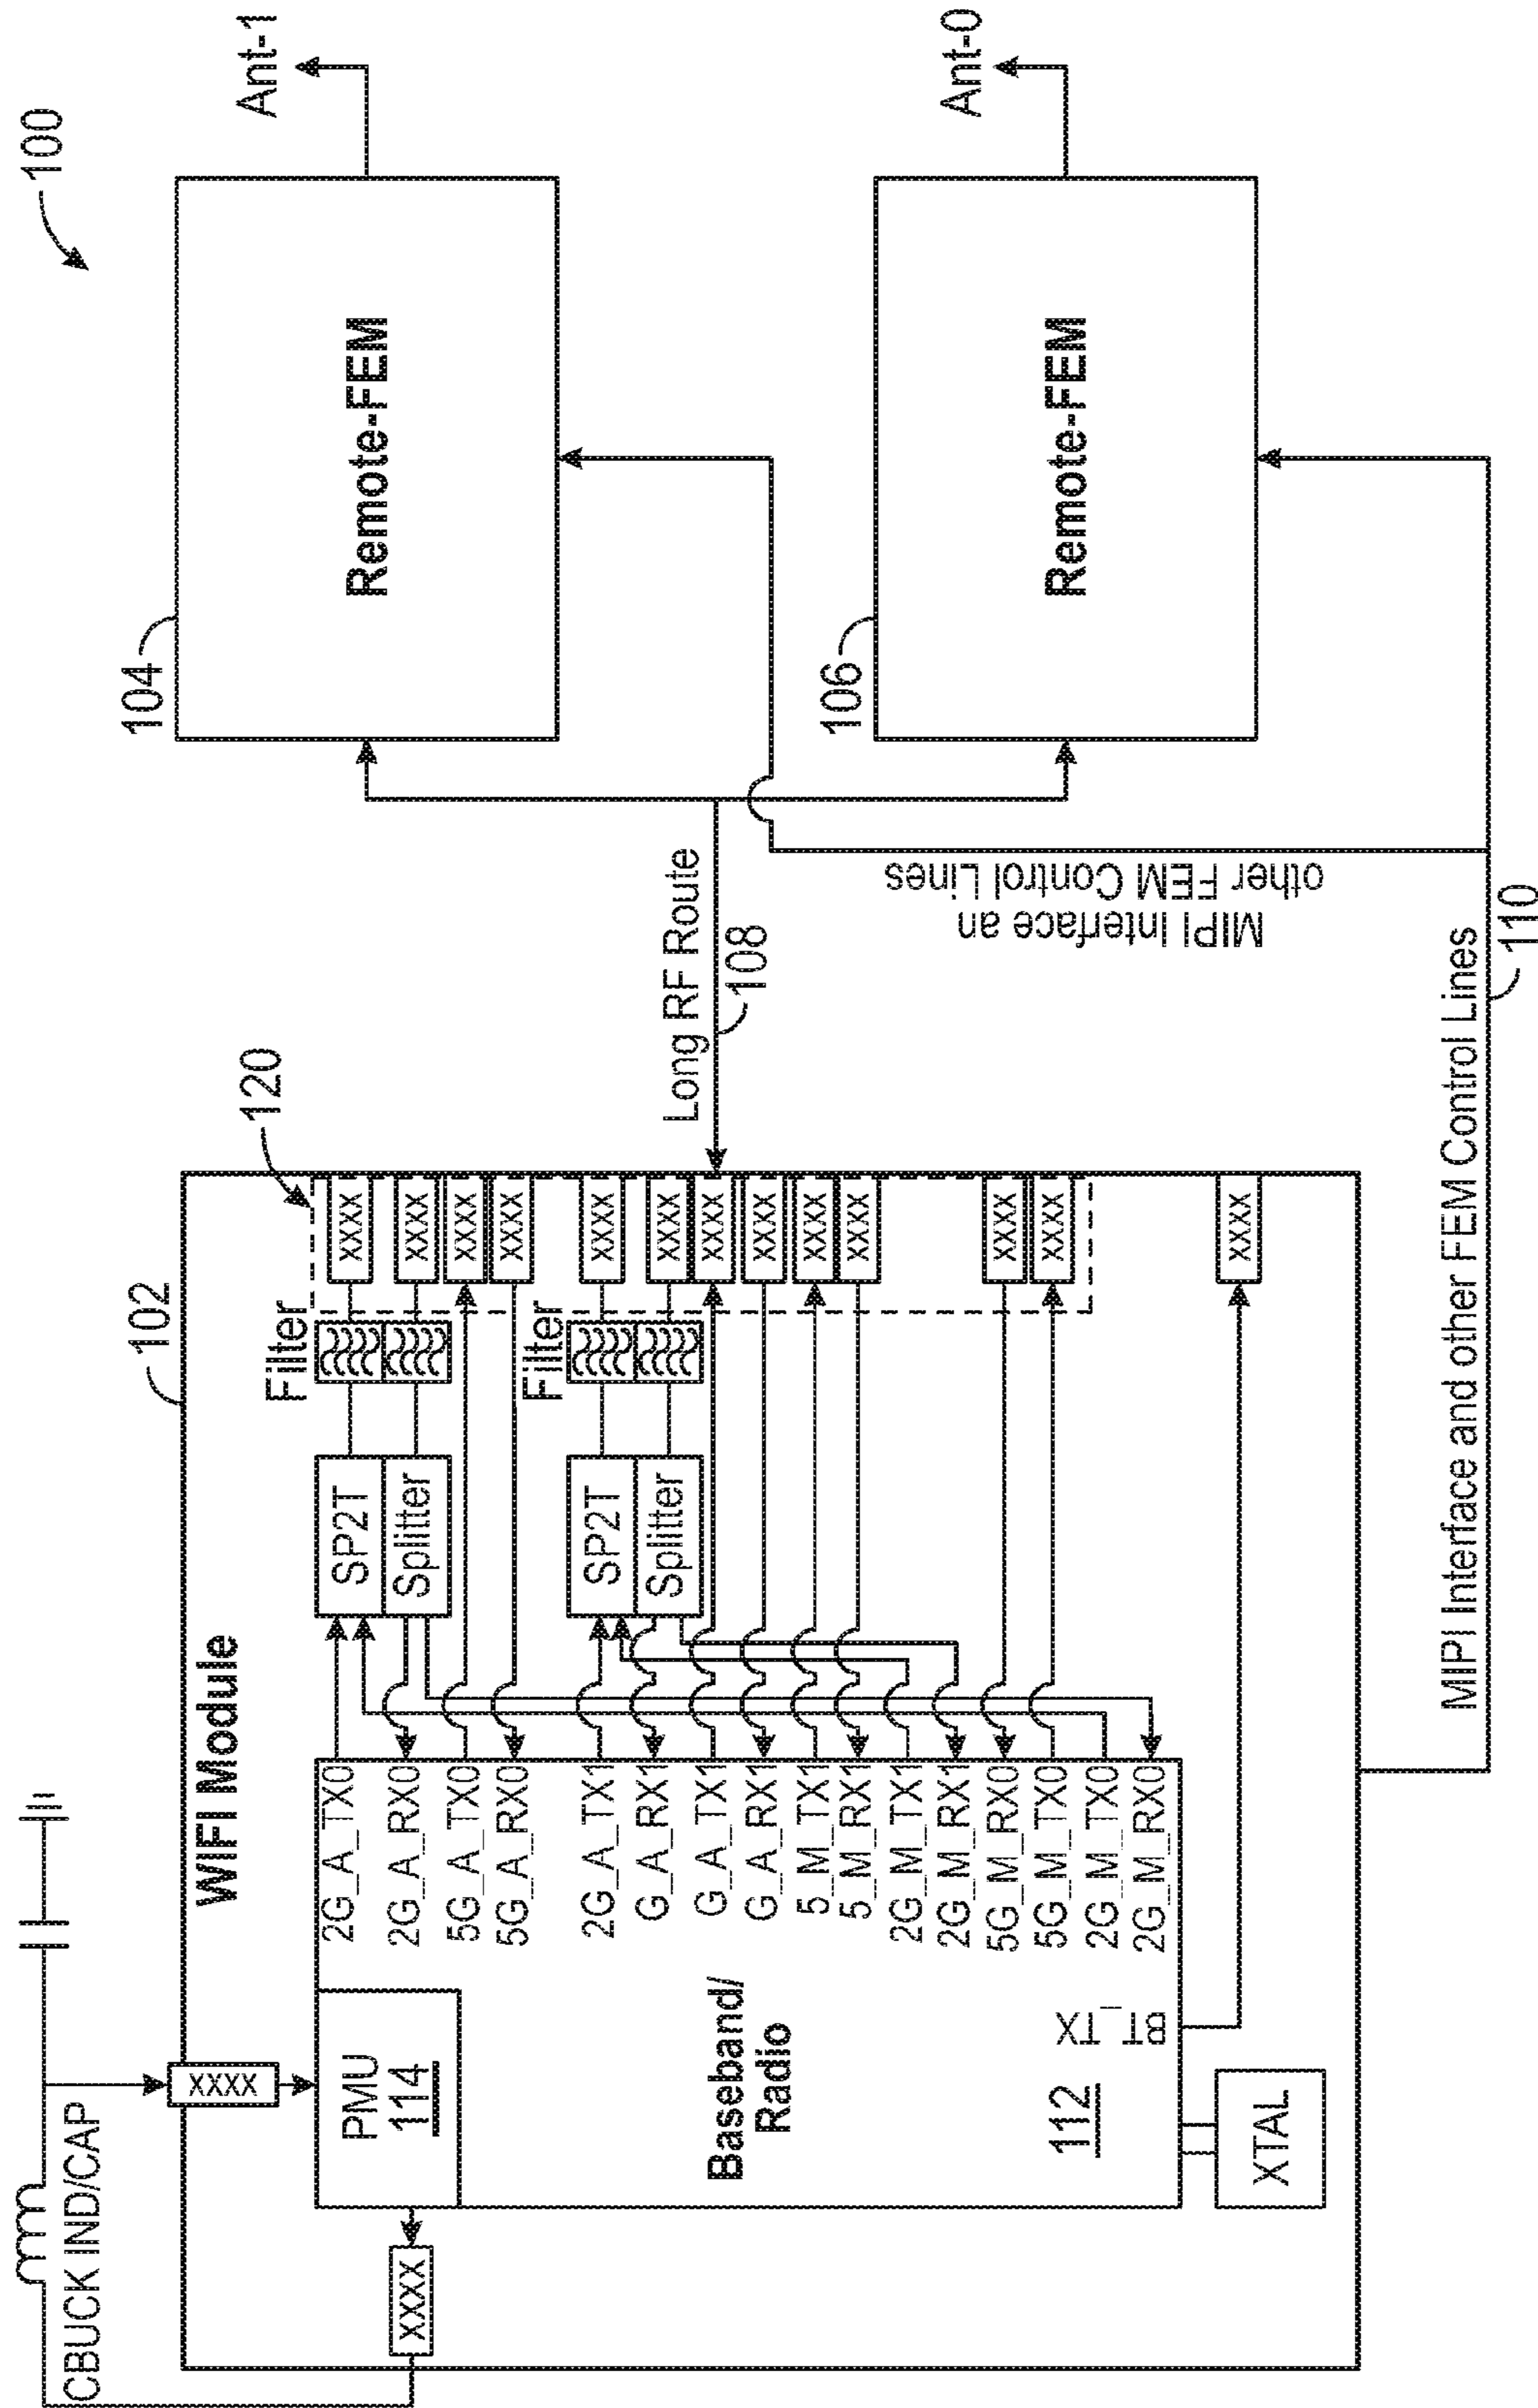 100
CBUCK IND/CAP
102
WIFI Module
120
XXXX
XXXX
PMU
114
Baseband/
Radio
112
BT_TX
XTAL
2G_A_TX0
2G_A_RX0
5G_A_TX0
5G_A_RX0
2G_A_TX1
G_A_RX1
G_A_TX1
G_A_RX1
5_M_TX1
5_M_RX1
2G_M_TX1
2G_M_RX1
5G_M_RX0
5G_M_TX0
2G_M_TX0
2G_M_RX0
SP2T
Splitter
SP2T
Splitter
Filter
Filter
XXXX
XXXX
XXXX
XXXX
XXXX
XXXX
XXXX
XXXX
XXXX
XXXX
XXXX
XXXX
XXXX
Long RF Route
108
104
Remote-FEM
Ant-1
106
Remote-FEM
Ant-0
MIPI Interface an
other FEM Control Lines
MIPI Interface and other FEM Control Lines
110